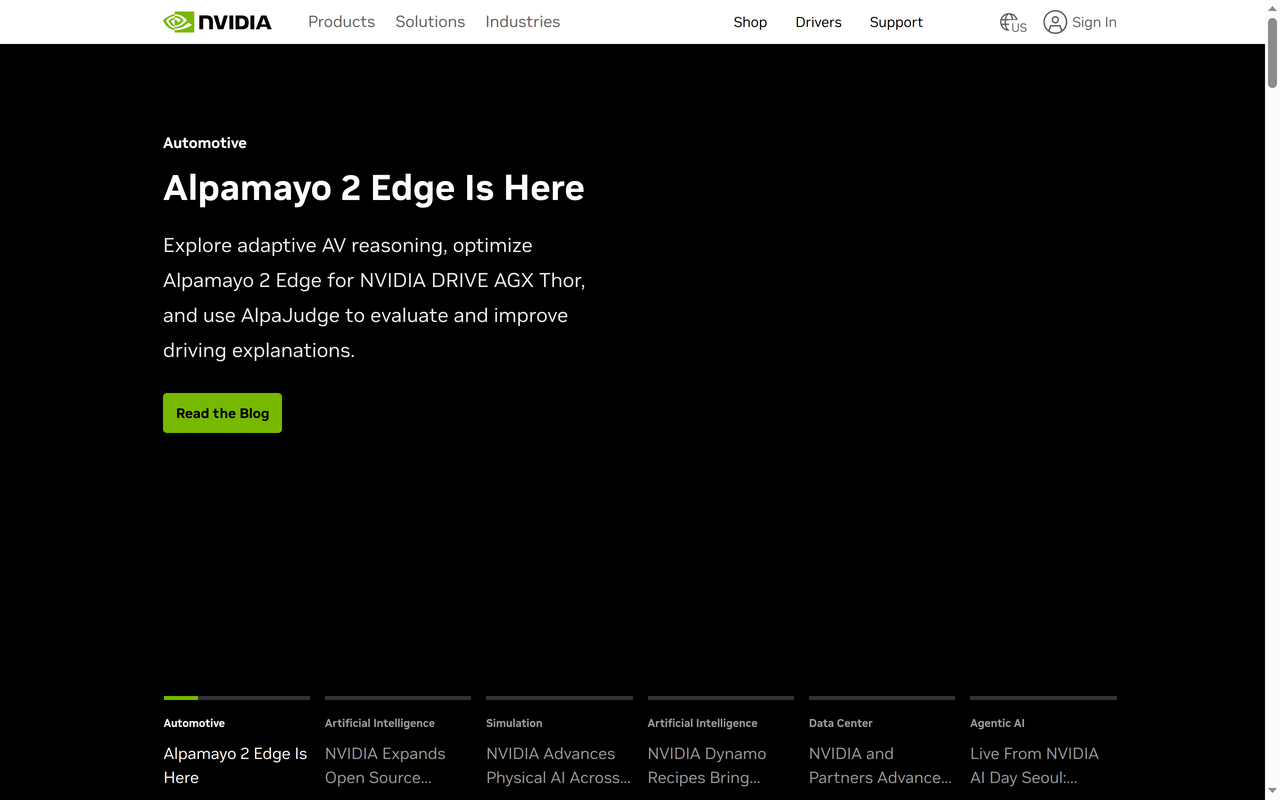 NVIDIA
Products
Solutions
Industries
Shop
Drivers
Support
US
Sign In
Automotive
Alpamayo 2 Edge Is Here
Explore adaptive AV reasoning, optimize
Alpamayo 2 Edge for NVIDIA DRIVE AGX Thor,
and use AlpaJudge to evaluate and improve
driving explanations.
Read the Blog
Automotive
Alpamayo 2 Edge Is
Here
Artificial Intelligence
NVIDIA Expands
Open Source...
Simulation
NVIDIA Advances
Physical AI Across...
Artificial Intelligence
NVIDIA Dynamo
Recipes Bring...
Data Center
NVIDIA and
Partners Advance...
Agentic AI
Live From NVIDIA
AI Day Seoul:...